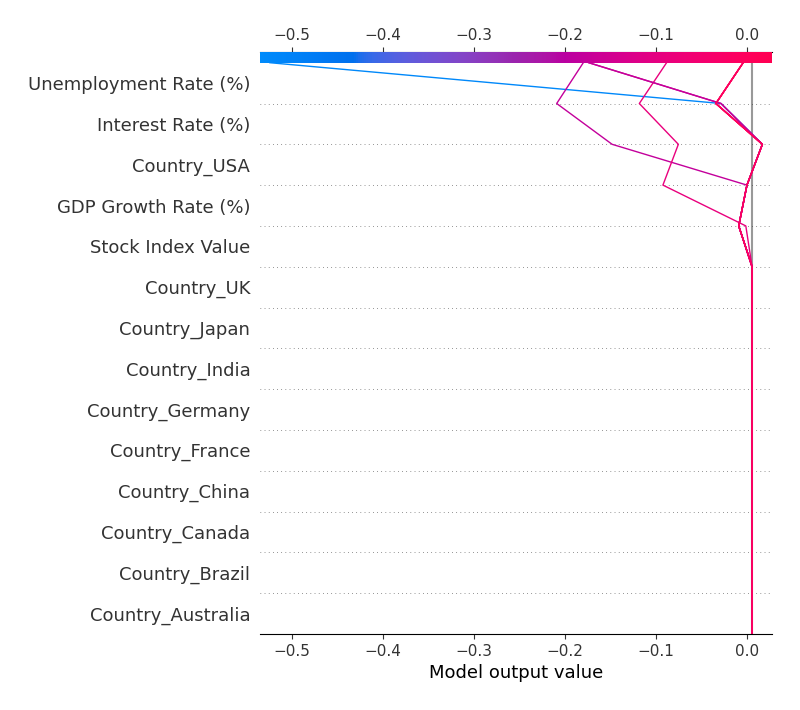 −0.5 −0.4 −0.3 −0.2 −0.1 0.0
Unemployment Rate (%)
Interest Rate (%)
Country_USA
GDP Growth Rate (%)
Stock Index Value
Country_UK
Country_Japan
Country_India
Country_Germany
Country_France
Country_China
Country_Canada
Country_Brazil
Country_Australia
−0.5 −0.4 −0.3 −0.2 −0.1 0.0
Model output value